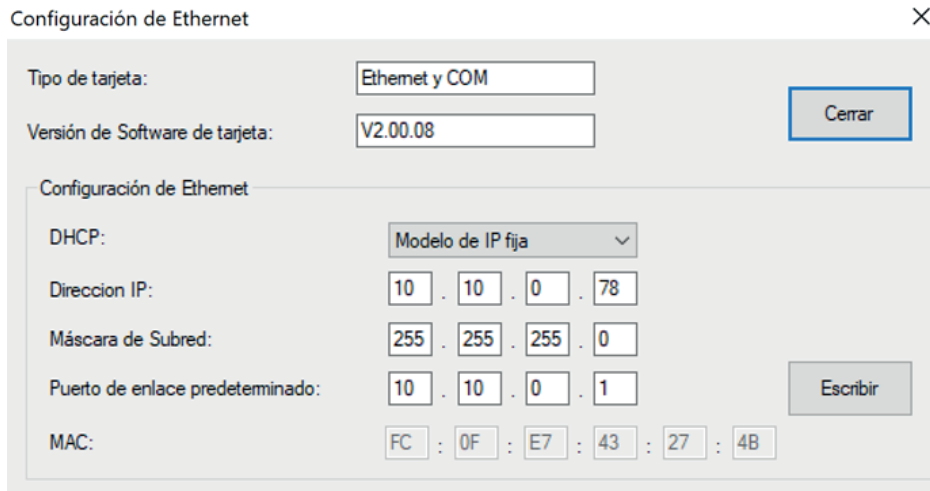 Configuración de Ethernet
Tipo de tarjeta: Ethernet y COM
Cerrar
Versión de Software de tarjeta: V2.00.08
Configuración de Ethernet
DHCP: Modelo de IP fija
Direccion IP: 10 . 10 . 0 . 78
Máscara de Subred: 255 . 255 . 255 . 0
Puerto de enlace predeterminado: 10 . 10 . 0 . 1 Escribir
MAC: FC : 0F : E7 : 43 : 27 : 4B